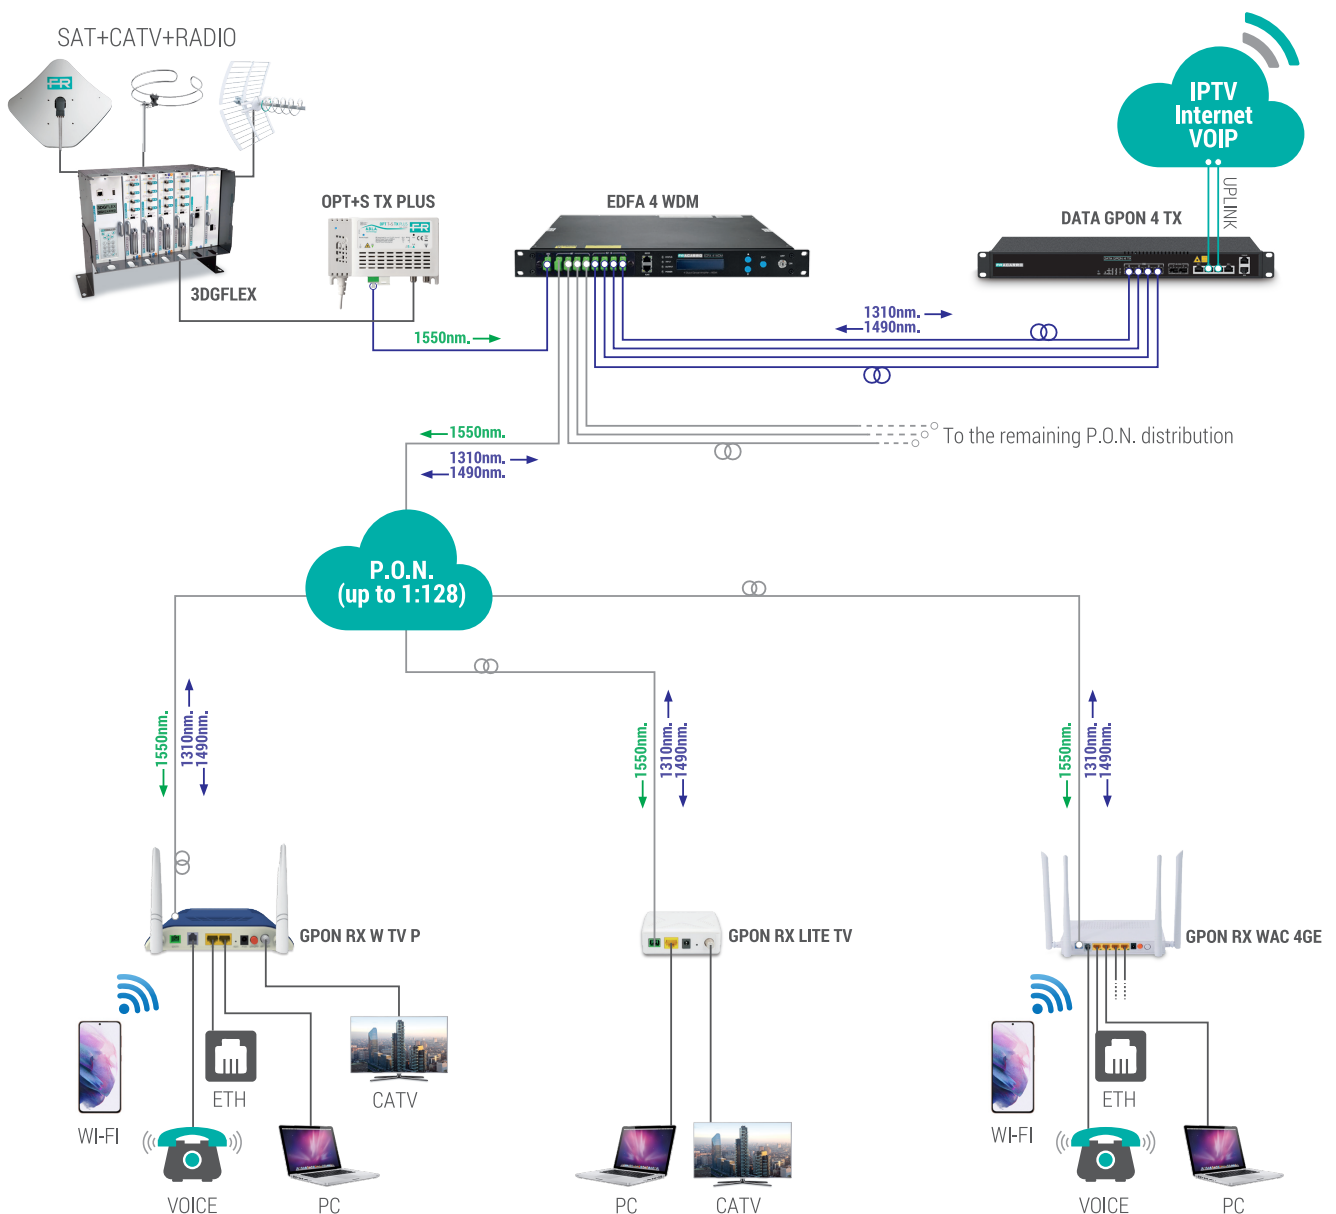 SAT+CATV+RADIO
FR
3DGFLEX
OPT+S TX PLUS
FR
EDFA 4 WDM
IPTV
Internet
VOIP
UPLINK
DATA GPON 4 TX
1550nm.
1310nm.
1490nm.
1550nm.
1310nm.
1490nm.
To the remaining P.O.N. distribution
P.O.N.
(up to 1:128)
1550nm.
1310nm.
1490nm.
1550nm.
1310nm.
1490nm.
1550nm.
1310nm.
1490nm.
GPON RX W TV P
GPON RX LITE TV
GPON RX WAC 4GE
WI-FI
ETH
CATV
VOICE
PC
PC
CATV
WI-FI
ETH
VOICE
PC